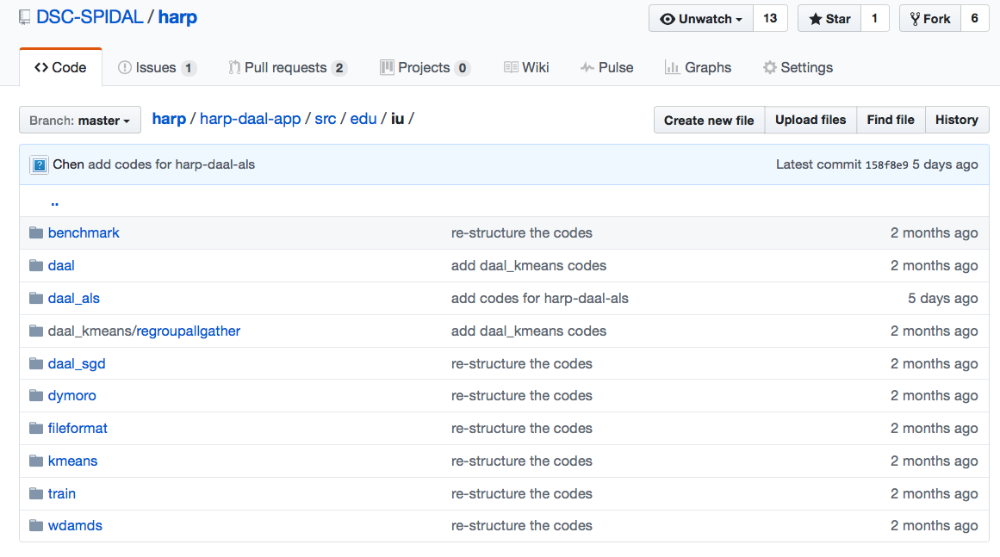 DSC-SPIDAL / harp Unwatch 13 Star 1 Fork 6
Code Issues 1 Pull requests 2 Projects 0 Wiki Pulse Graphs Settings
Branch: master harp / harp-daal-app / src / edu / iu / Create new file Upload files Find file History
? Chen add codes for harp-daal-als Latest commit 158f8e9 5 days ago
..
benchmark re-structure the codes 2 months ago
daal add daal_kmeans codes 2 months ago
daal_als add codes for harp-daal-als 5 days ago
daal_kmeans/regroupallgather add daal_kmeans codes 2 months ago
daal_sgd re-structure the codes 2 months ago
dymoro re-structure the codes 2 months ago
fileformat re-structure the codes 2 months ago
kmeans re-structure the codes 2 months ago
train re-structure the codes 2 months ago
wdamds re-structure the codes 2 months ago